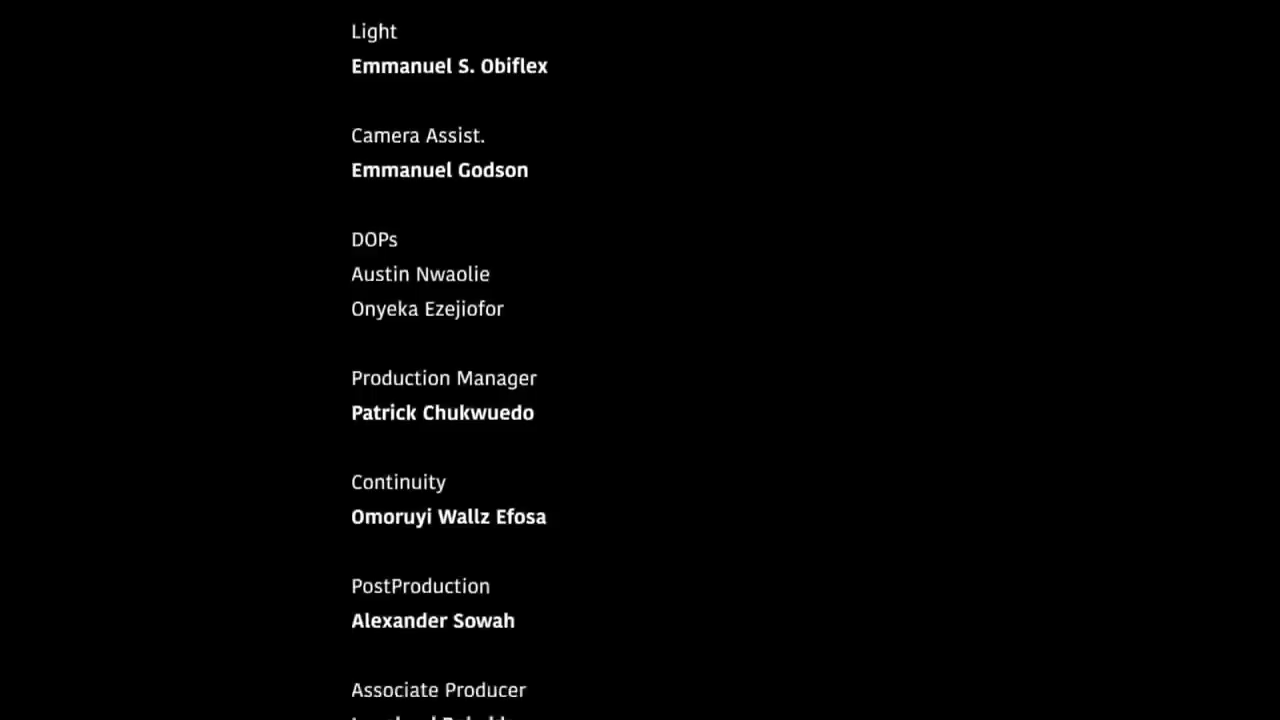 Light
Emmanuel S. Obiflex
Camera Assist.
Emmanuel Godson
DOPs
Austin Nwaolie
Onyeka Ezejiofor
Production Manager
Patrick Chukwuedo
Continuity
Omoruyi Wallz Efosa
PostProduction
Alexander Sowah
Associate Producer